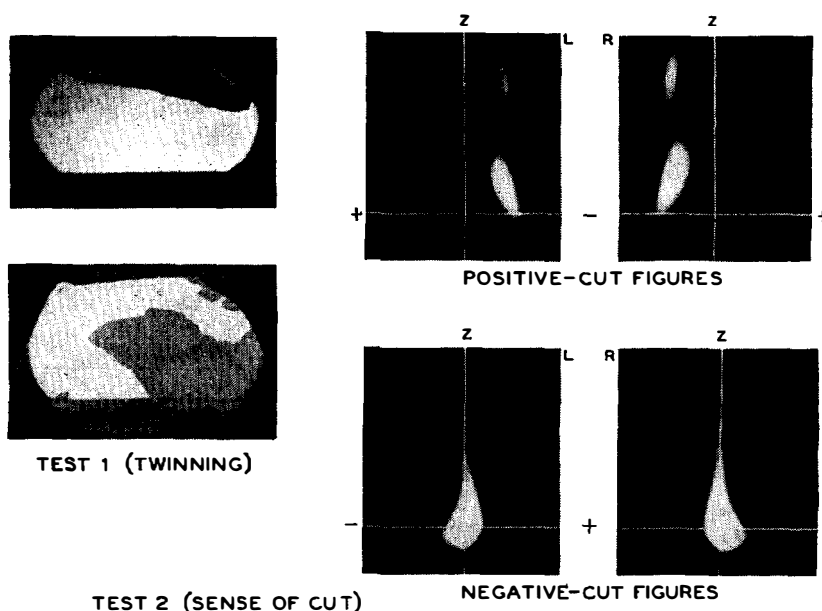 Z
L
R
Z
+
−
+
POSITIVE-CUT FIGURES
Z
L
R
Z
TEST 1 (TWINNING)
−
+
TEST 2 (SENSE OF CUT)
NEGATIVE-CUT FIGURES